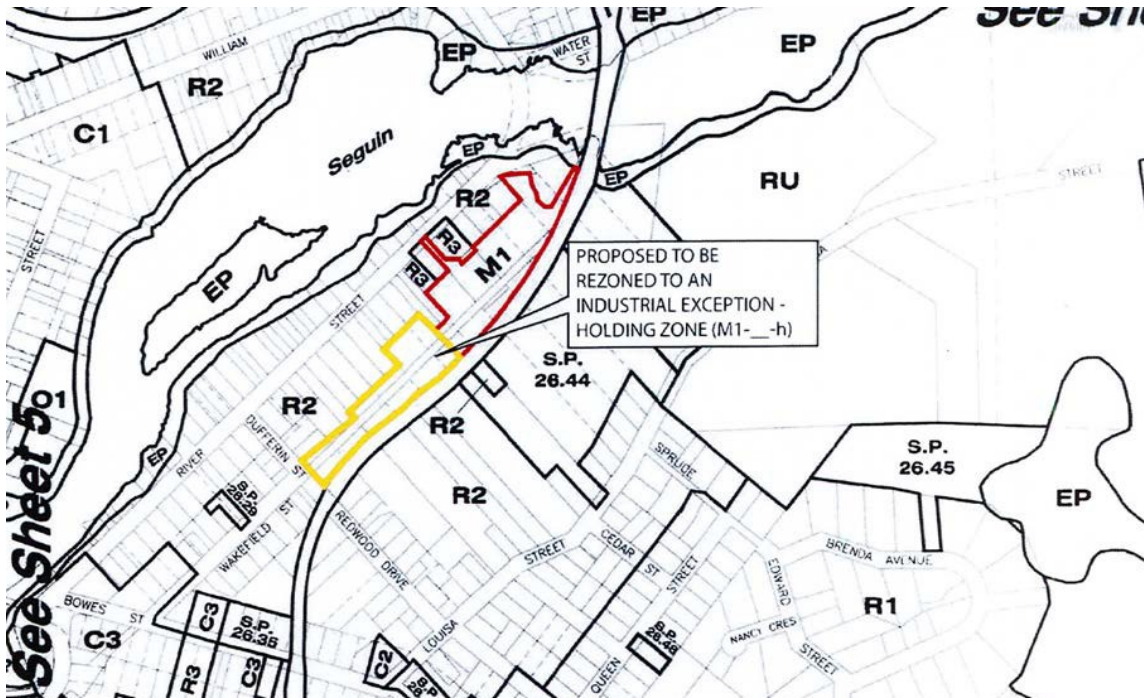 See She
EP
WILLIAM
EP
WATER
ST
EP
R2
C1
Seguin
EP
EP
RU
STREET
R2
R3
R3
M1
STREET
EP
STREET
PROPOSED TO BE
REZONED TO AN
INDUSTRIAL EXCEPTION -
HOLDING ZONE (M1-__-h)
S.P.
26.44
O1
R2
R2
DUFFERIN ST
EP
RIVER
S.P.
26.45
SPRUCE
EP
See Sheet 5
R2
WAKEFIELD ST
REDWOOD DRIVE
STREET
CEDAR
ST
STREET
BRENDA AVENUE
EDWARD
R1
BOWES ST
C3
C3
S.P.
26.35
LOUISA
NANCY CRES
STREET
R3
C3
C2
S.P.
QUEEN